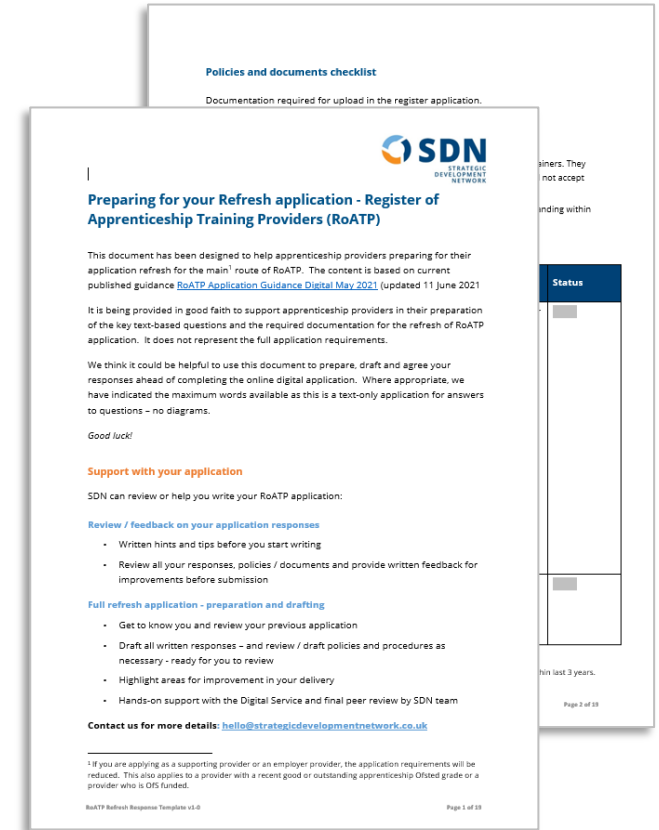 Policies and documents checklist
Documentation required for upload in the register application.
ainers. They
not accept
nding within
Status
hin last 3 years.
Page 2 of 19
SDN
STRATEGIC
DEVELOPMENT
NETWORK
Preparing for your Refresh application - Register of
Apprenticeship Training Providers (RoATP)
This document has been designed to help apprenticeship providers preparing for their
application refresh for the main¹ route of RoATP. The content is based on current
published guidance RoATP Application Guidance Digital May 2021 (updated 11 June 2021
It is being provided in good faith to support apprenticeship providers in their preparation
of the key text-based questions and the required documentation for the refresh of RoATP
application. It does not represent the full application requirements.
We think it could be helpful to use this document to prepare, draft and agree your
responses ahead of completing the online digital application. Where appropriate, we
have indicated the maximum words available as this is a text-only application for answers
to questions – no diagrams.
Good luck!
Support with your application
SDN can review or help you write your RoATP application:
Review / feedback on your application responses
- Written hints and tips before you start writing
- Review all your responses, policies / documents and provide written feedback for
improvements before submission
Full refresh application - preparation and drafting
- Get to know you and review your previous application
- Draft all written responses – and review / draft policies and procedures as
necessary - ready for you to review
- Highlight areas for improvement in your delivery
- Hands-on support with the Digital Service and final peer review by SDN team
Contact us for more details: hello@strategicdevelopmentnetwork.co.uk
¹ If you are applying as a supporting provider or an employer provider, the application requirements will be
reduced. This also applies to a provider with a recent good or outstanding apprenticeship Ofsted grade or a
provider who is OfS funded.
RoATP Refresh Response Template v1-0
Page 1 of 19